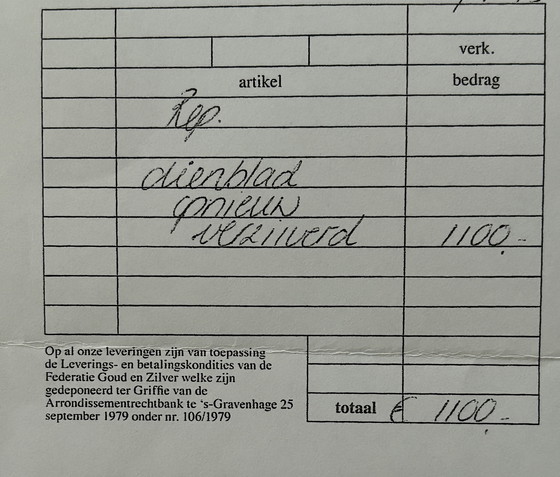 verk.
artikel bedrag
Rep.
dienblad
opnieuw
verzilverd 1100,-
Op al onze leveringen zijn van toepassing
de Leverings- en betalingskondities van de
Federatie Goud en Zilver welke zijn
gedeponeerd ter Griffie van de
Arrondissementrechtbank te 's-Gravenhage 25
september 1979 onder nr. 106/1979
totaal € 1100,-